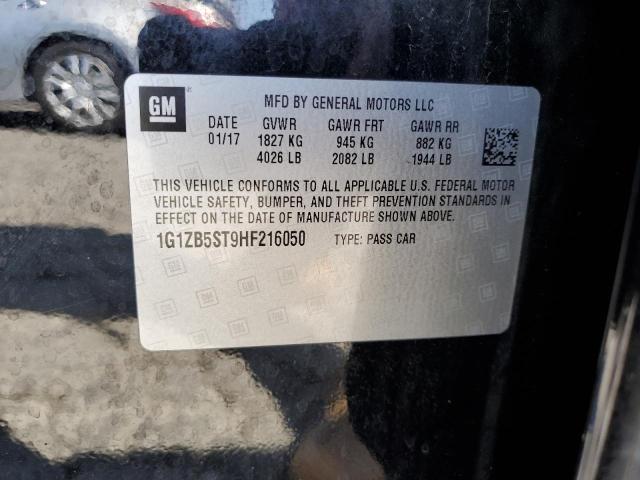 GM
MFD BY GENERAL MOTORS LLC
DATE GVWR GAWR FRT GAWR RR
01/17 1827 KG 945 KG 882 KG
4026 LB 2082 LB 1944 LB
THIS VEHICLE CONFORMS TO ALL APPLICABLE U.S. FEDERAL MOTOR
VEHICLE SAFETY, BUMPER, AND THEFT PREVENTION STANDARDS IN
EFFECT ON THE DATE OF MANUFACTURE SHOWN ABOVE.
1G1ZB5ST9HF216050 TYPE: PASS CAR